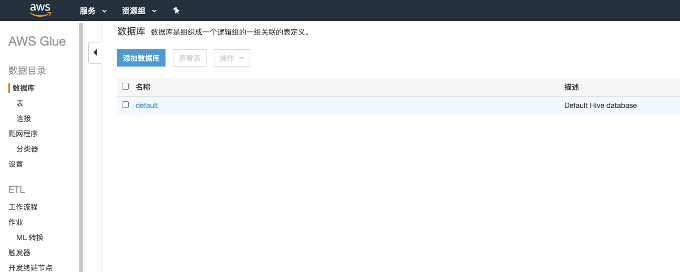 aws 服务 资源组
AWS Glue
数据目录
数据库
表
连接
爬网程序
分类器
设置
ETL
工作流程
作业
ML 转换
触发器
开发终端节点
数据库 数据库是组织成一个逻辑组的一组关联的表定义。
添加数据库 查看表 操作
名称 描述
default Default Hive database